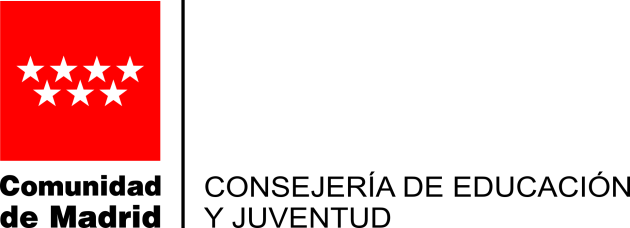 Comunidad
de Madrid
CONSEJERÍA DE EDUCACIÓN
Y JUVENTUD